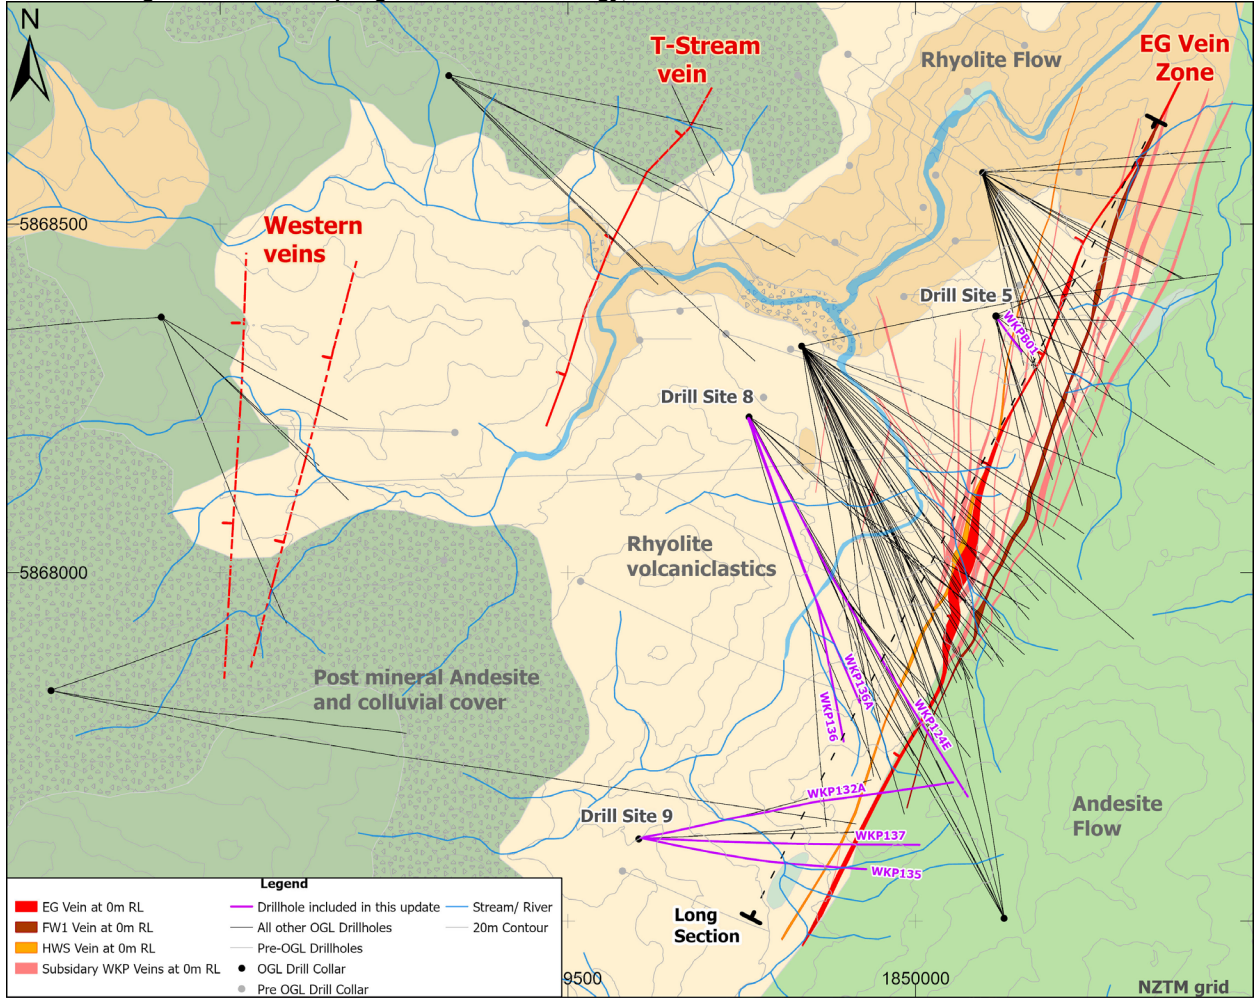 N
T-Stream
vein
EG Vein
Zone
Rhyolite Flow
5868500
Western
veins
Drill Site 5
WKPB01
Drill Site 8
Rhyolite
volcaniclastics
5868000
Post mineral Andesite
and colluvial cover
WKP136
WKP136A
WKP124E
WKP132A
Drill Site 9
WKP137
WKP135
Andesite
Flow
Long
Section
Legend
EG Vein at 0m RL
FW1 Vein at 0m RL
HWS Vein at 0m RL
Subsidary WKP Veins at 0m RL
Drillhole included in this update
All other OGL Drillholes
Pre-OGL Drillholes
OGL Drill Collar
Pre OGL Drill Collar
Stream/ River
20m Contour
9500
1850000
NZTM grid